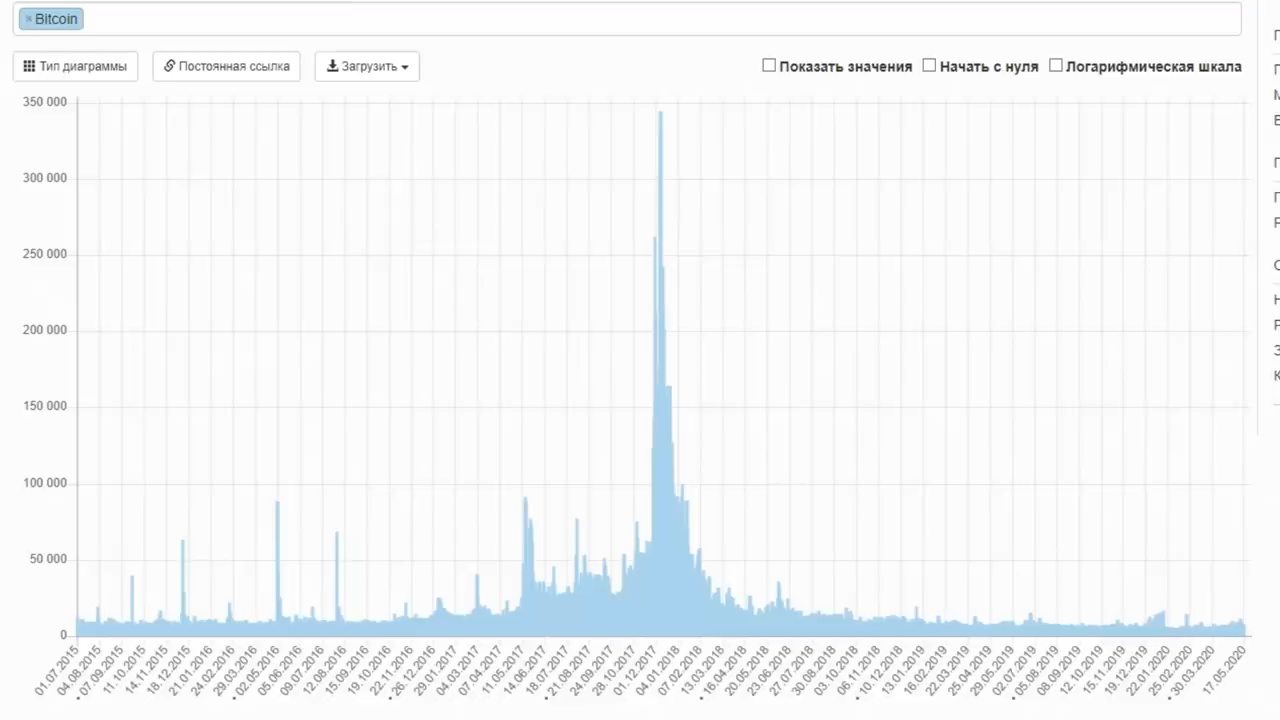 × Bitcoin
Тип диаграммы Постоянная ссылка Загрузить Показать значения Начать с нуля Логарифмическая шкала
350 000
300 000
250 000
200 000
150 000
100 000
50 000
0
01.07.2015 04.08.2015 07.09.2015 11.10.2015 14.11.2015 18.12.2015 21.01.2016 24.02.2016 29.03.2016 02.05.2016 05.06.2016 09.07.2016 12.08.2016 15.09.2016 19.10.2016 22.11.2016 26.12.2016 29.01.2017 04.03.2017 07.04.2017 11.05.2017 14.06.2017 18.07.2017 21.08.2017 24.09.2017 28.10.2017 01.12.2017 04.01.2018 07.02.2018 13.03.2018 16.04.2018 20.05.2018 23.06.2018 27.07.2018 30.08.2018 03.10.2018 06.11.2018 10.12.2018 13.01.2019 16.02.2019 22.03.2019 25.04.2019 29.05.2019 02.07.2019 05.08.2019 08.09.2019 12.10.2019 15.11.2019 19.12.2019 22.01.2020 25.02.2020 30.03.2020 17.05.2020